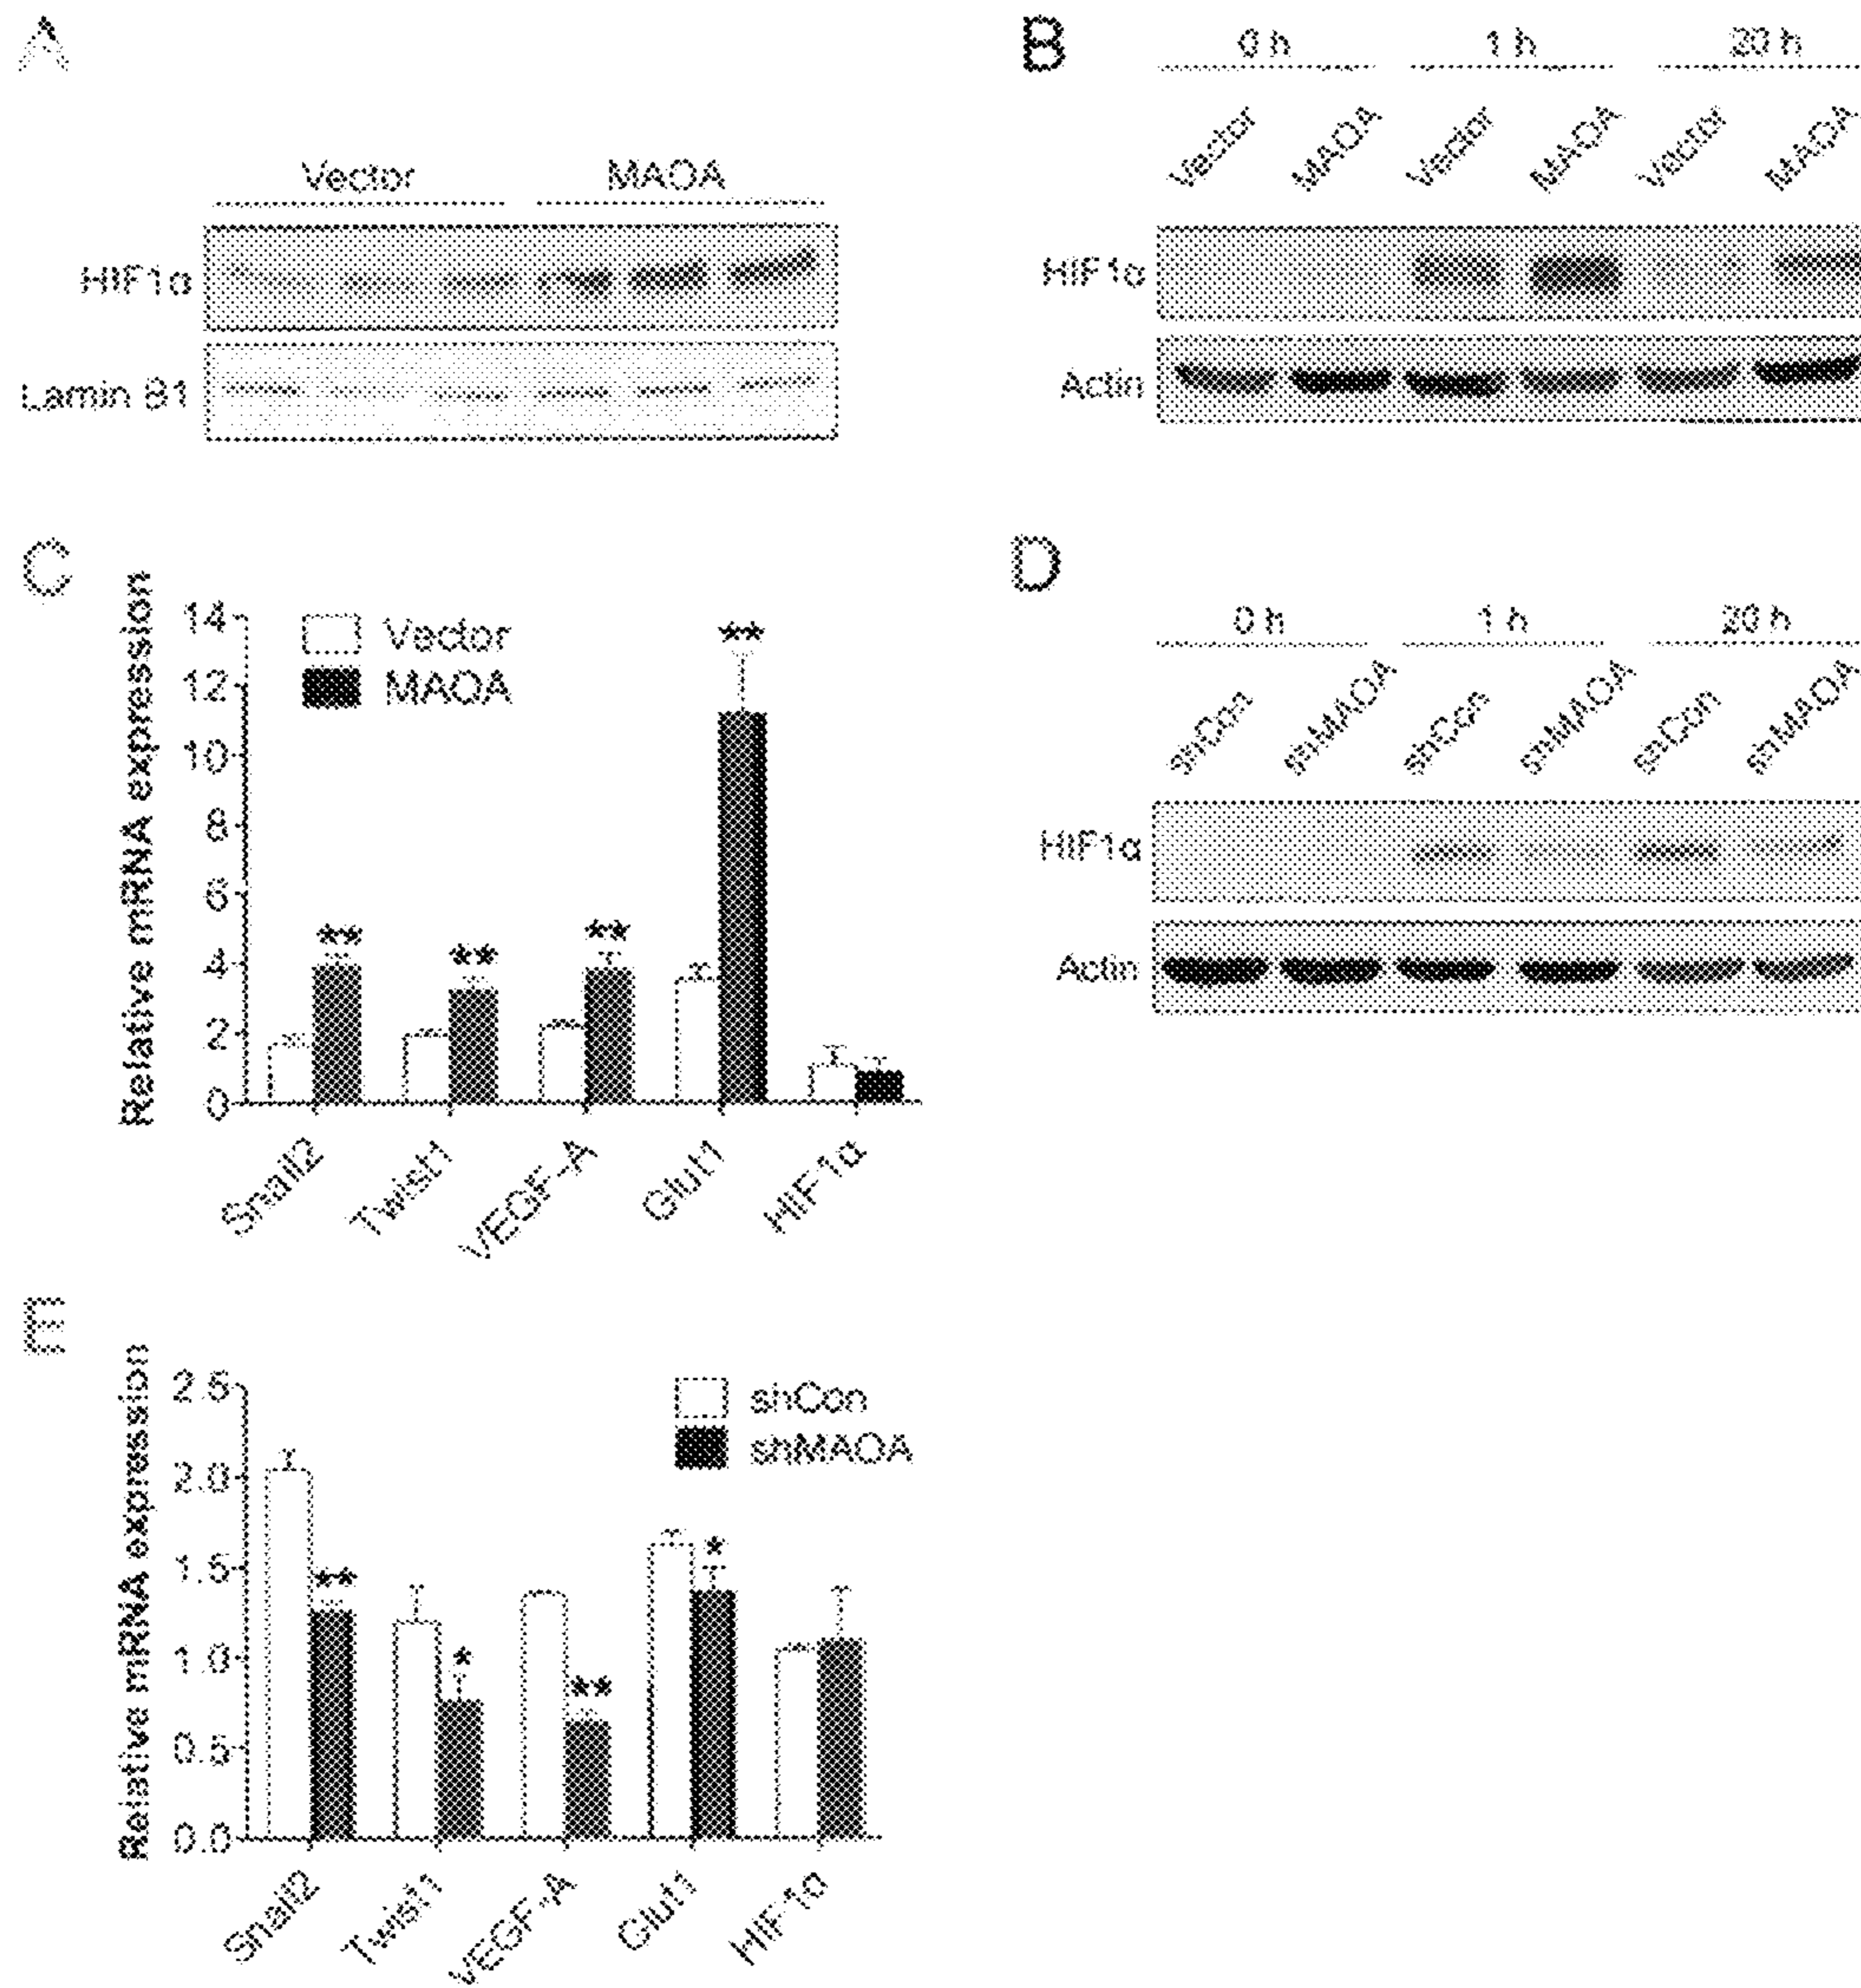 A
Vector MAOA
HIF1α
Lamin B1
B
0 h 1 h 20 h
Vector MAOA Vector MAOA Vector MAOA
HIF1α
Actin
C
Relative mRNA expression
14
12
10
8
6
4
2
0
Vector
MAOA
** ** ** **
Snail2 Twist1 VEGF-A Glut1 HIF1α
D
0 h 1 h 20 h
shCon shMAOA shCon shMAOA shCon shMAOA
HIF1α
Actin
E
Relative mRNA expression
2.5
2.0
1.5
1.0
0.5
0.0
shCon
shMAOA
** * ** *
Snail2 Twist1 VEGF-A Glut1 HIF1α